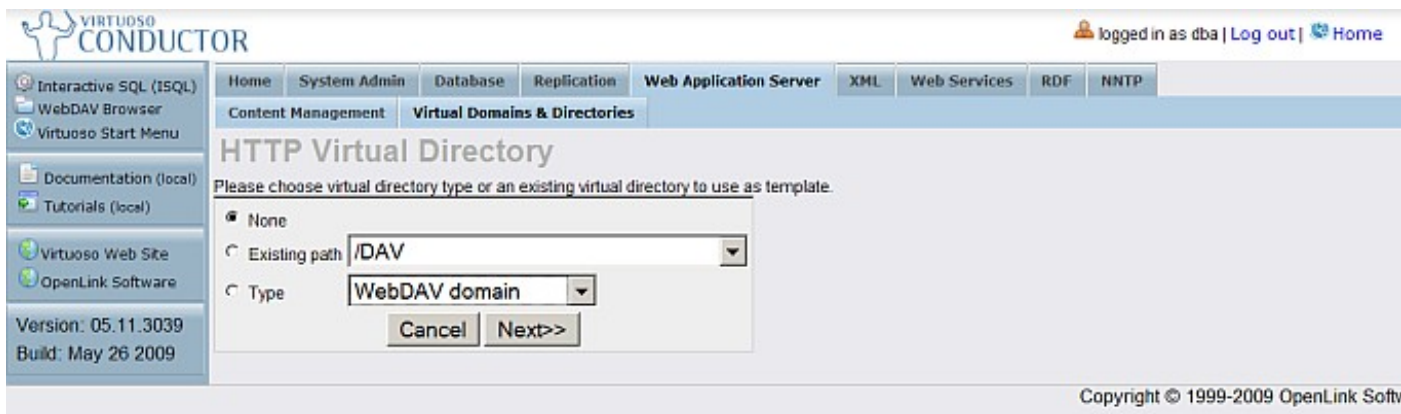 VIRTUOSO
CONDUCTOR
logged in as dba | Log out | Home
Interactive SQL (ISQL)
WebDAV Browser
Virtuoso Start Menu
Documentation (local)
Tutorials (local)
Virtuoso Web Site
OpenLink Software
Version: 05.11.3039
Build: May 26 2009
Home System Admin Database Replication Web Application Server XML Web Services RDF NNTP
Content Management Virtual Domains & Directories
HTTP Virtual Directory
Please choose virtual directory type or an existing virtual directory to use as template.
None
Existing path /DAV
Type WebDAV domain
Cancel Next>>
Copyright © 1999-2009 OpenLink Softw